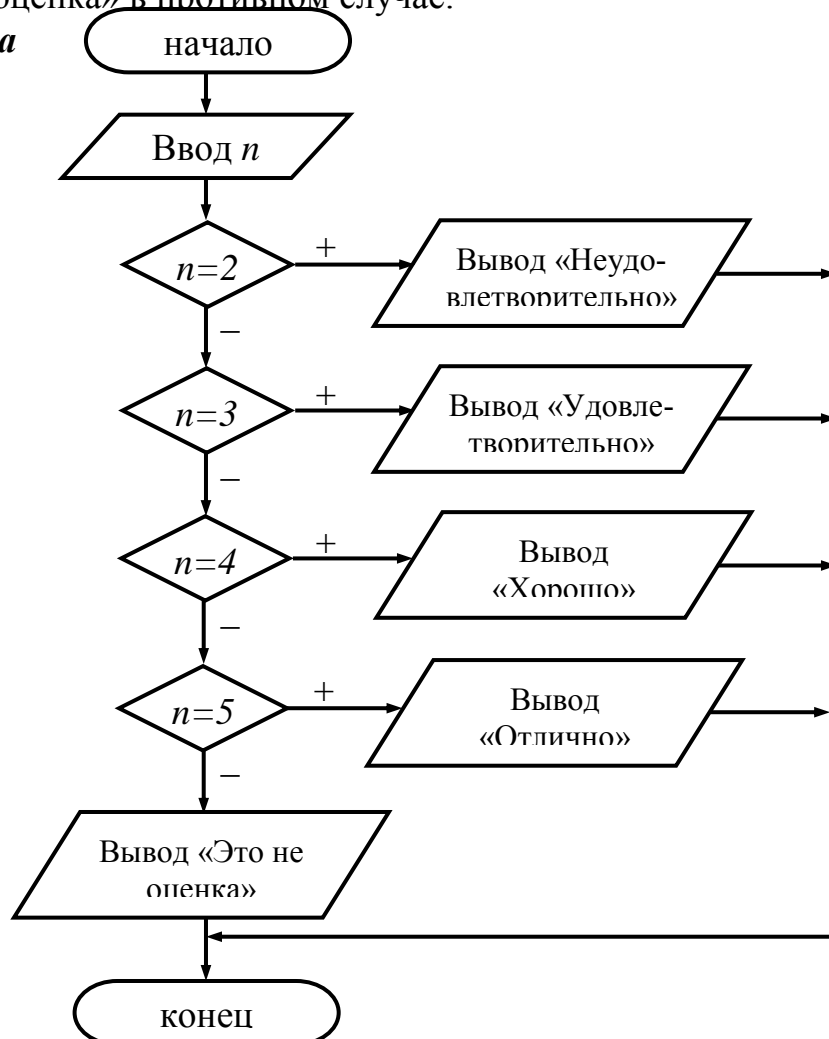 оценка» в противном случае.
а
начало
Ввод n
n=2
+
Вывод «Неудо-
влетворительно»
–
n=3
+
Вывод «Удовле-
творительно»
–
n=4
+
Вывод
«Хорошо»
–
n=5
+
Вывод
«Отлично»
–
Вывод «Это не
оценка»
конец